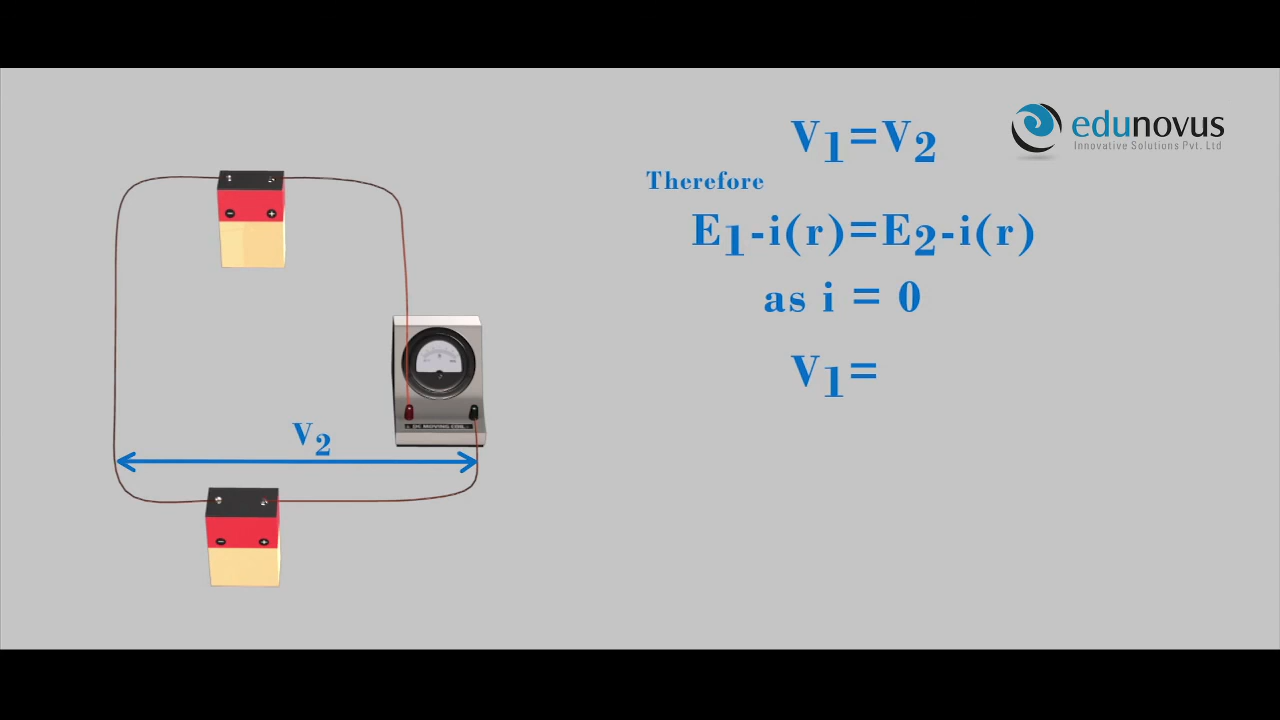 V1=V2
edunovus
Innovative Solutions Pvt. Ltd
Therefore
E1-i(r)=E2-i(r)
as i = 0
V1=
DC MOVING COIL
V2